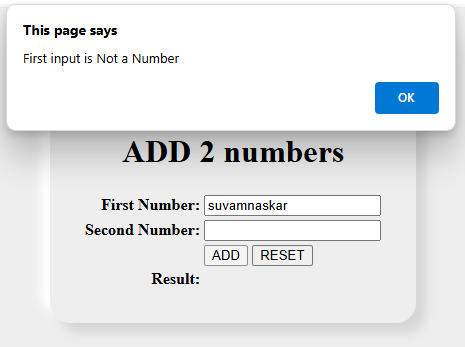 This page says
First input is Not a Number
OK
ADD 2 numbers
First Number: suvamnaskar
Second Number:
ADD RESET
Result: